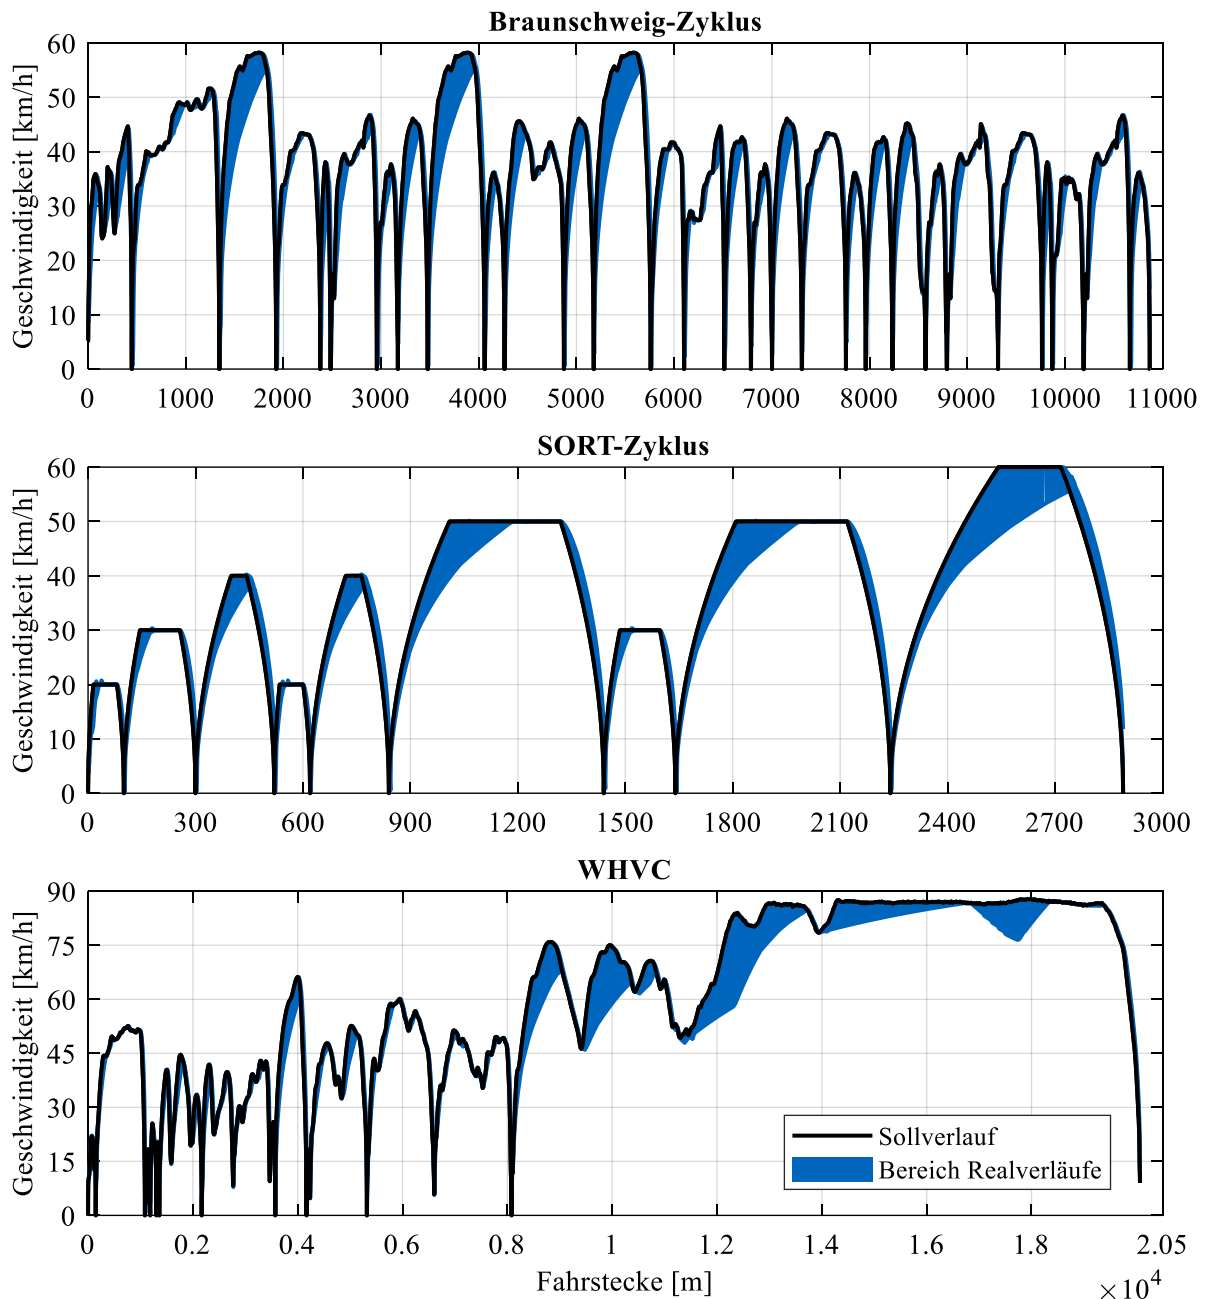 Braunschweig-Zyklus
Geschwindigkeit [km/h]
60
50
40
30
20
10
0
0 1000 2000 3000 4000 5000 6000 7000 8000 9000 10000 11000
SORT-Zyklus
Geschwindigkeit [km/h]
60
50
40
30
20
10
0
0 300 600 900 1200 1500 1800 2100 2400 2700 3000
WHVC
Geschwindigkeit [km/h]
90
75
60
45
30
15
0
Sollverlauf
Bereich Realverläufe
0 0.2 0.4 0.6 0.8 1 1.2 1.4 1.6 1.8 2.05
Fahrstecke [m]
×10⁴